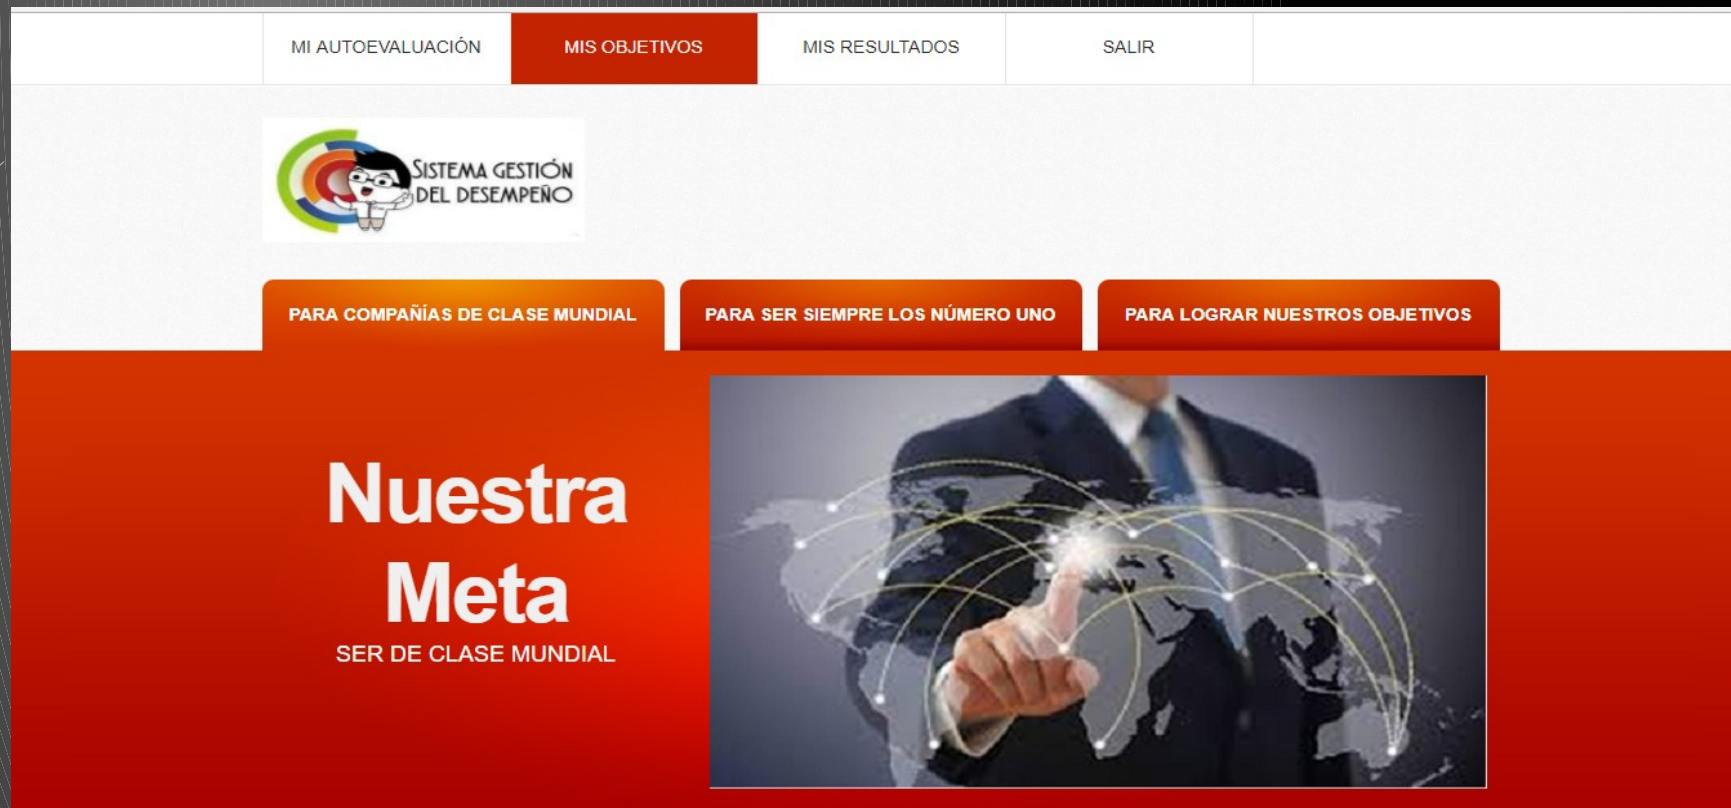 MI AUTOEVALUACIÓN
MIS OBJETIVOS
MIS RESULTADOS
SALIR
SISTEMA GESTIÓN
DEL DESEMPEÑO
PARA COMPAÑÍAS DE CLASE MUNDIAL
PARA SER SIEMPRE LOS NÚMERO UNO
PARA LOGRAR NUESTROS OBJETIVOS
Nuestra
Meta
SER DE CLASE MUNDIAL